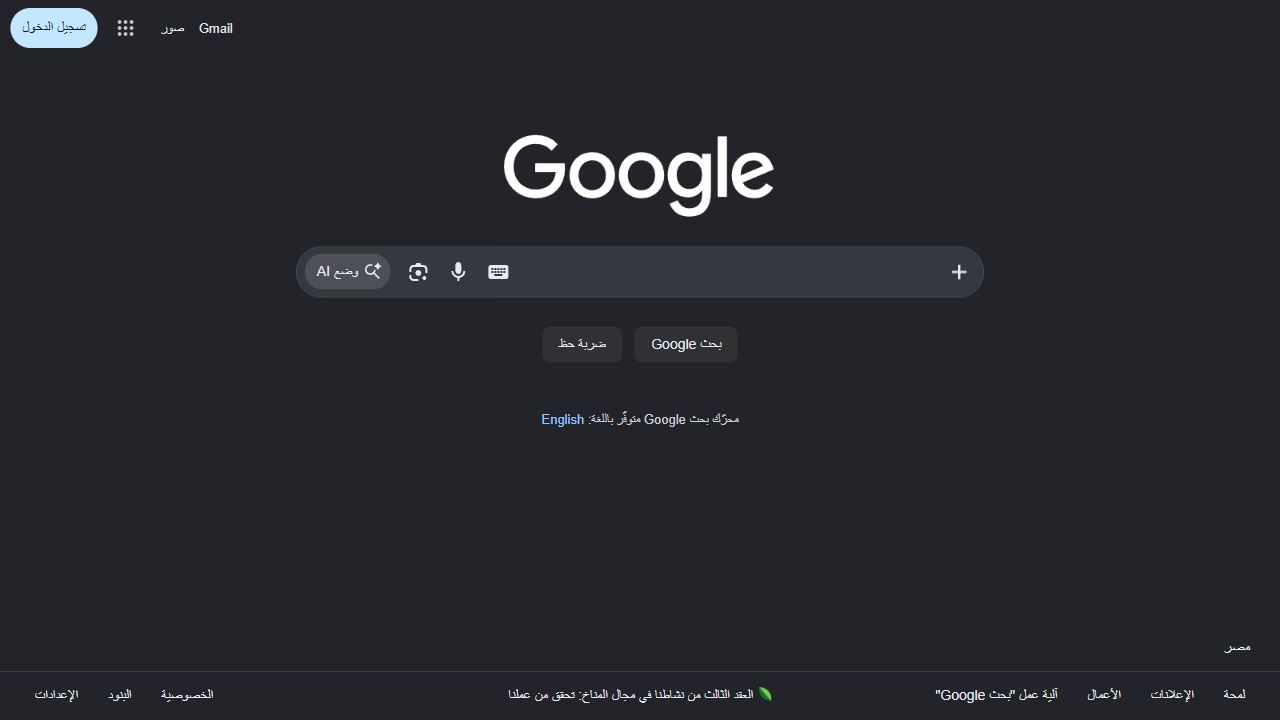 Gmail صور تسجيل الدخول
Google
وضع AI
بحث Google
ضربة حظ
محرّك بحث Google متوفّر باللغة: English
مصر
لمحة الإعلانات الأعمال آلية عمل "بحث Google"
العقد الثالث من نشاطنا في مجال المناخ: تحقق من عملنا
الخصوصية البنود الإعدادات